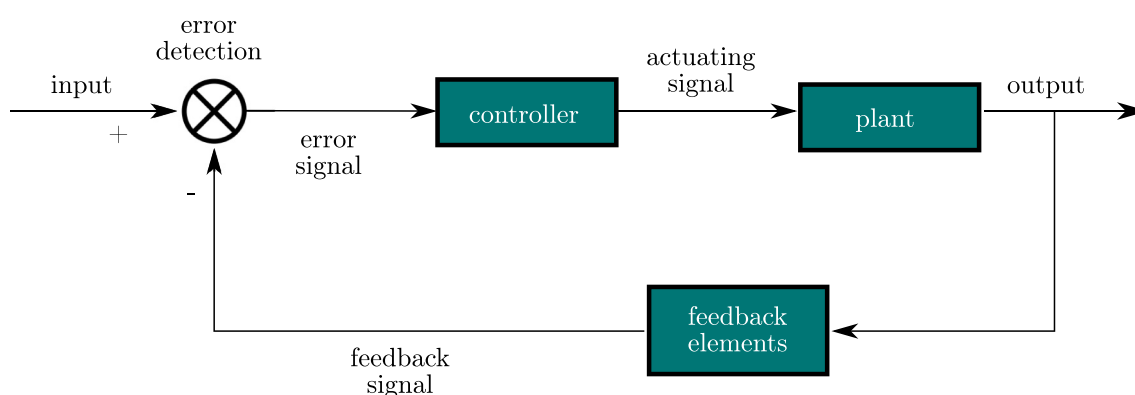 error
detection
input
+
error
signal
controller
actuating
signal
plant
output
-
feedback
elements
feedback
signal